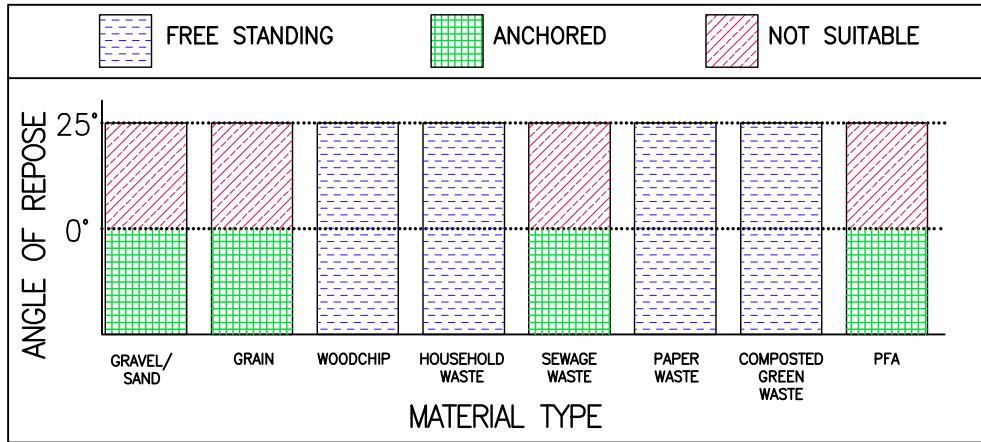 FREE STANDING
ANCHORED
NOT SUITABLE
ANGLE OF REPOSE
25°
0°
GRAVEL/
SAND
GRAIN
WOODCHIP
HOUSEHOLD
WASTE
SEWAGE
WASTE
PAPER
WASTE
COMPOSTED
GREEN
WASTE
PFA
MATERIAL TYPE